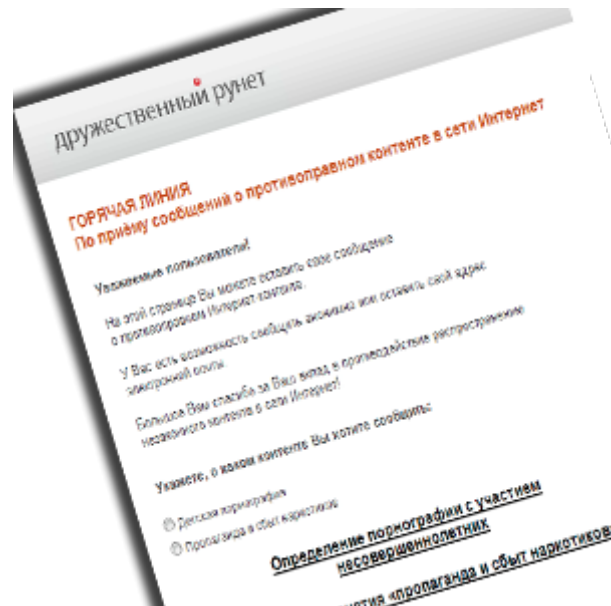 дружественный рунет
ГОРЯЧАЯ ЛИНИЯ
По приёму сообщений о противоправном контенте в сети Интернет
Уважаемые пользователи!
На этой странице Вы можете оставить свое сообщение
о противоправном Интернет-контенте.
У Вас есть возможность сообщить анонимно или оставить свой адрес
электронной почты.
Большое Вам спасибо за Ваш вклад в противодействие распространению
незаконного контента в сети Интернет!
Укажите, о каком контенте Вы хотите сообщить:
Детская порнография
Пропаганда и сбыт наркотиков
Определение порнографии с участием
несовершеннолетних
«пропаганда и сбыт наркотиков»